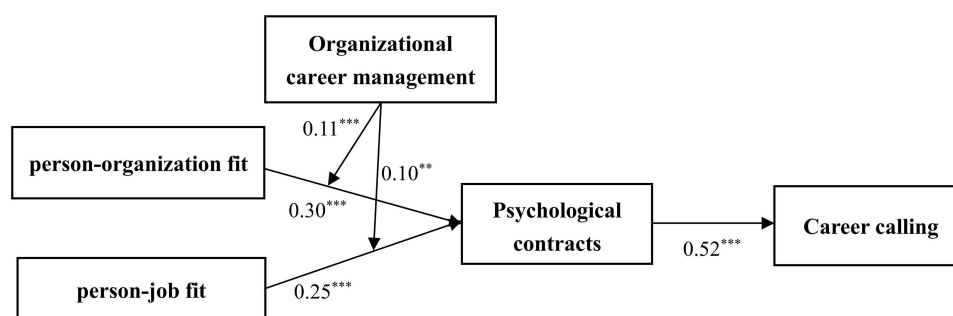 Organizational
career management
0.11***
person-organization fit
0.10**
0.30***
Psychological
contracts
0.52***
Career calling
person-job fit
0.25***